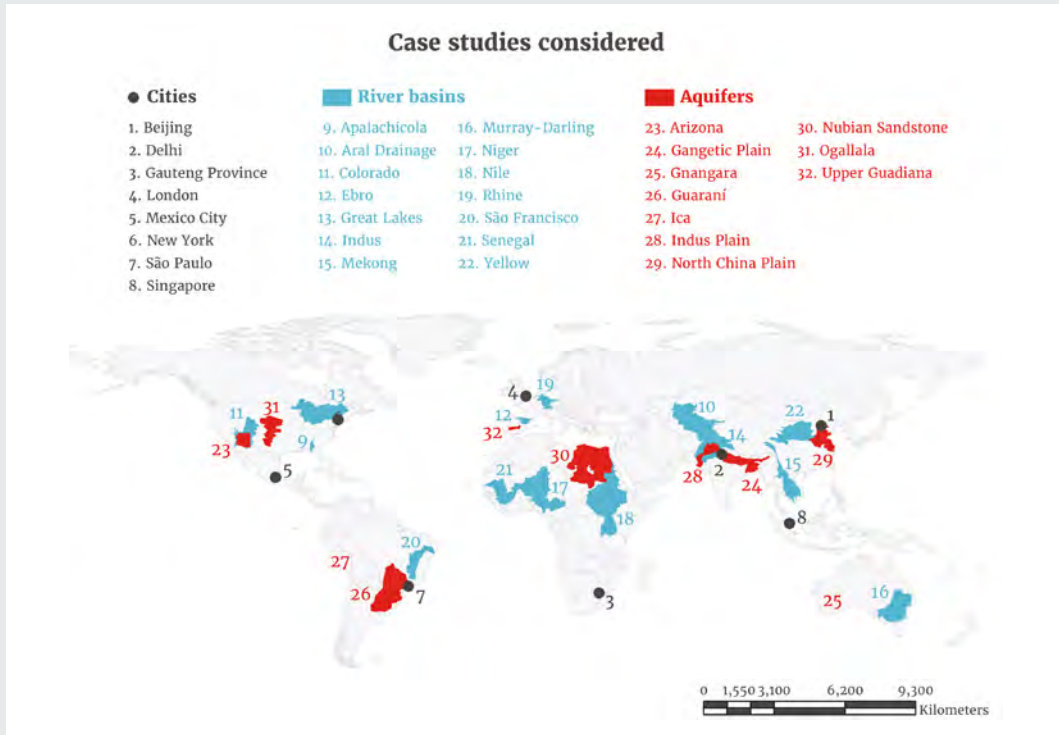 Case studies considered
Cities
1. Beijing
2. Delhi
3. Gauteng Province
4. London
5. Mexico City
6. New York
7. São Paulo
8. Singapore
River basins
9. Apalachicola
10. Aral Drainage
11. Colorado
12. Ebro
13. Great Lakes
14. Indus
15. Mekong
16. Murray-Darling
17. Niger
18. Nile
19. Rhine
20. São Francisco
21. Senegal
22. Yellow
Aquifers
23. Arizona
24. Gangetic Plain
25. Gnangara
26. Guaraní
27. Ica
28. Indus Plain
29. North China Plain
30. Nubian Sandstone
31. Ogallala
32. Upper Guadiana
13
31
11
23
9
5
4
19
12
32
30
21
17
18
10
14
28
2
24
22
1
29
15
8
20
27
26
7
3
25
16
0 1,550 3,100 6,200 9,300
Kilometers